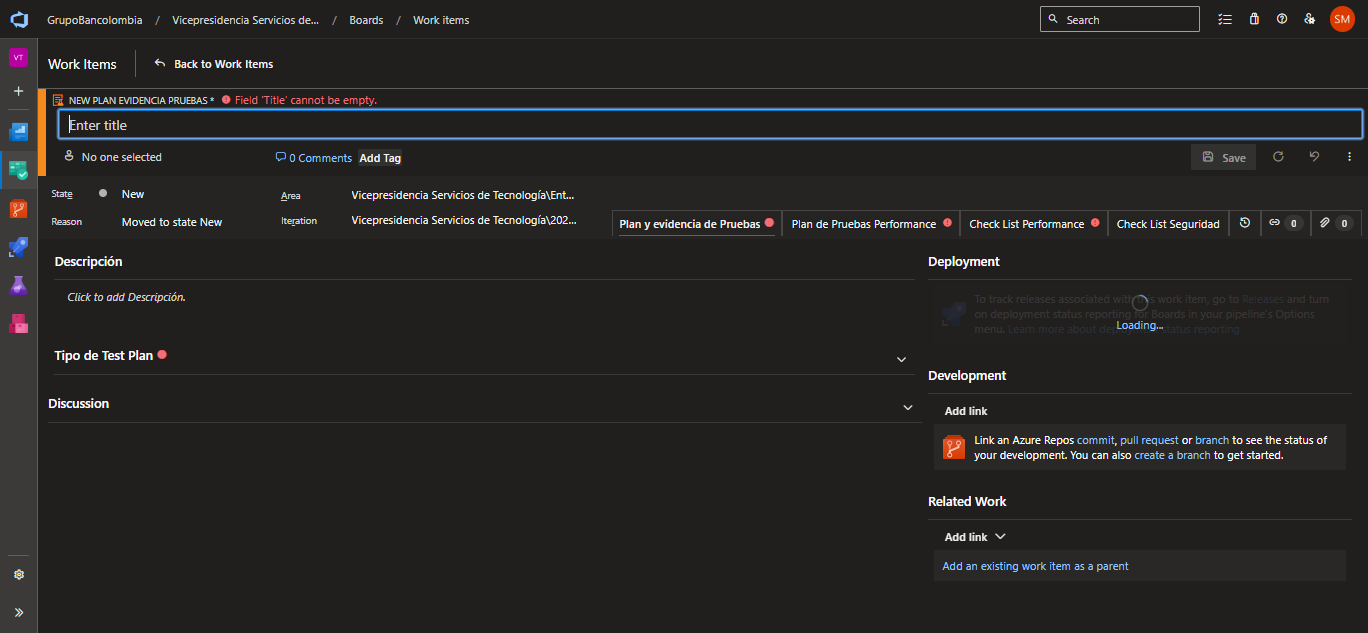 GrupoBancolombia / Vicepresidencia Servicios de... / Boards / Work items
Search
SM
VT
Work Items
Back to Work Items
NEW PLAN EVIDENCIA PRUEBAS * Field 'Title' cannot be empty.
Enter title
No one selected
0 Comments
Add Tag
Save
State
New
Area
Vicepresidencia Servicios de Tecnología\Ent...
Reason
Moved to state New
Iteration
Vicepresidencia Servicios de Tecnología\202...
Plan y evidencia de Pruebas
Plan de Pruebas Performance
Check List Performance
Check List Seguridad
0
0
Descripción
Click to add Descripción.
Tipo de Test Plan
Discussion
Deployment
To track releases associated with this work item, go to Releases and turn
on deployment status reporting for Boards in your pipeline's Options
menu. Learn more about deployment status reporting
Loading...
Development
Add link
Link an Azure Repos commit, pull request or branch to see the status of
your development. You can also create a branch to get started.
Related Work
Add link
Add an existing work item as a parent